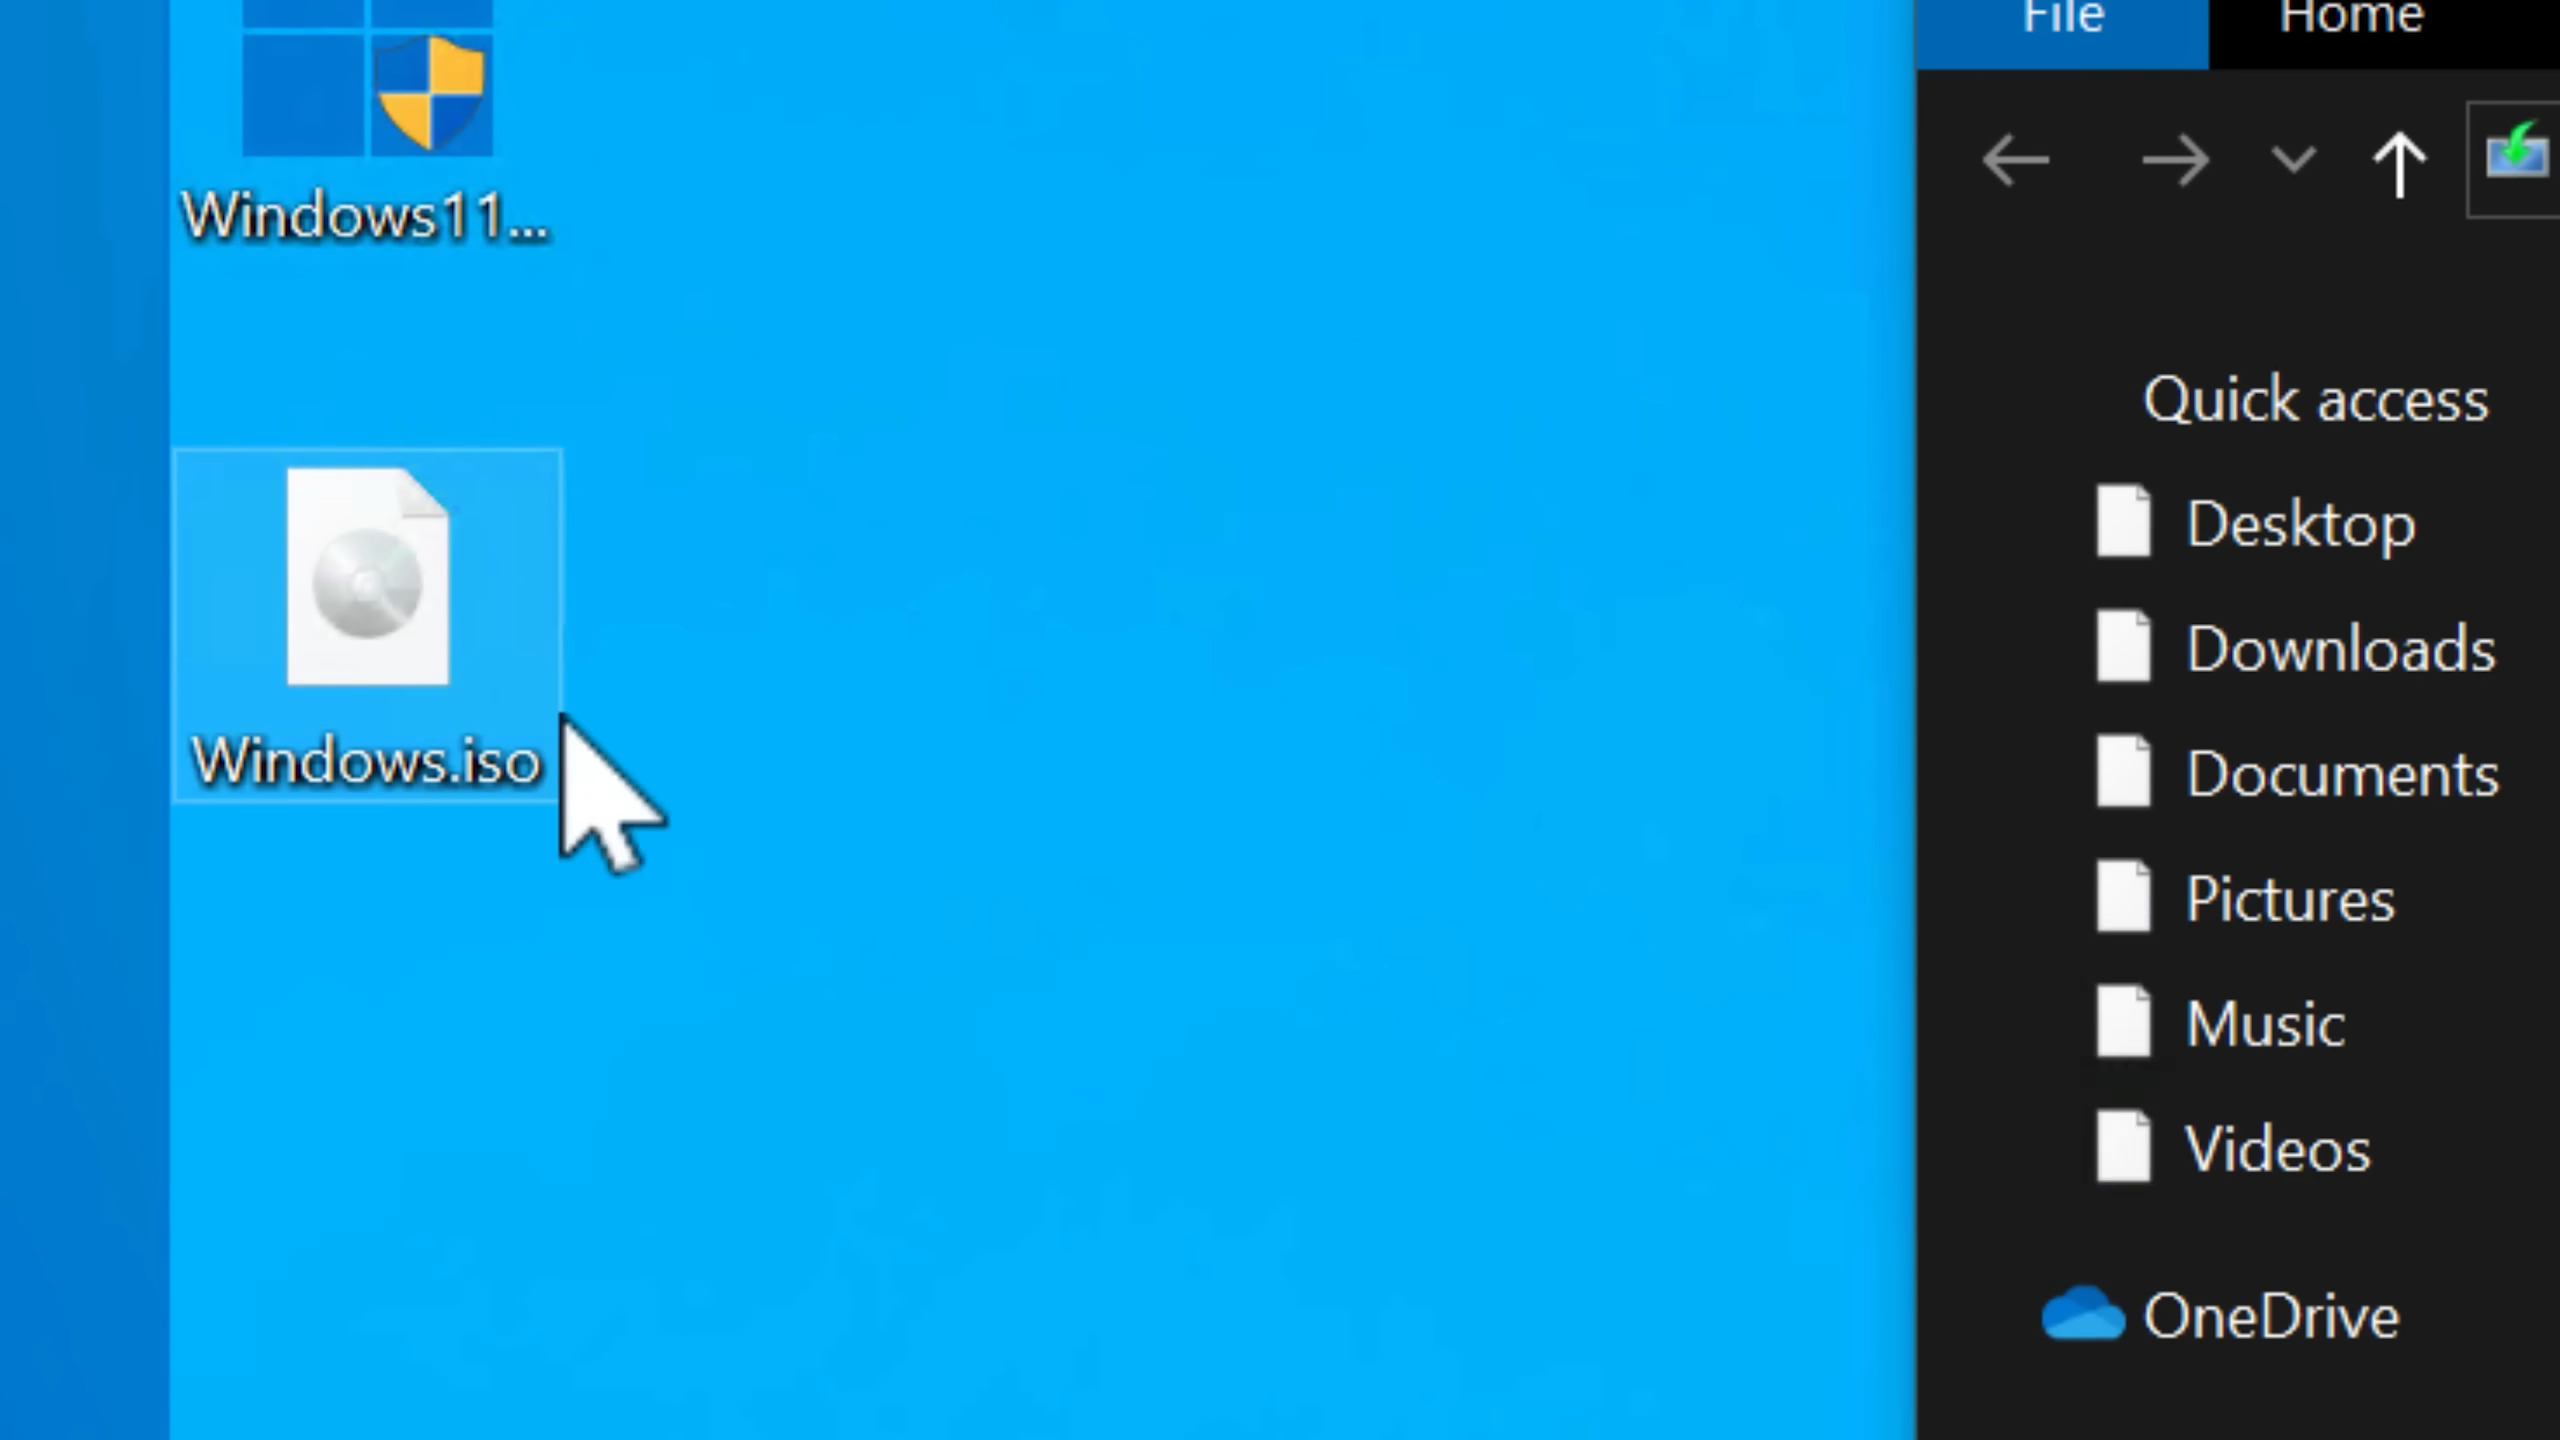 File
Home
Windows11...
Windows.iso
Quick access
Desktop
Downloads
Documents
Pictures
Music
Videos
OneDrive